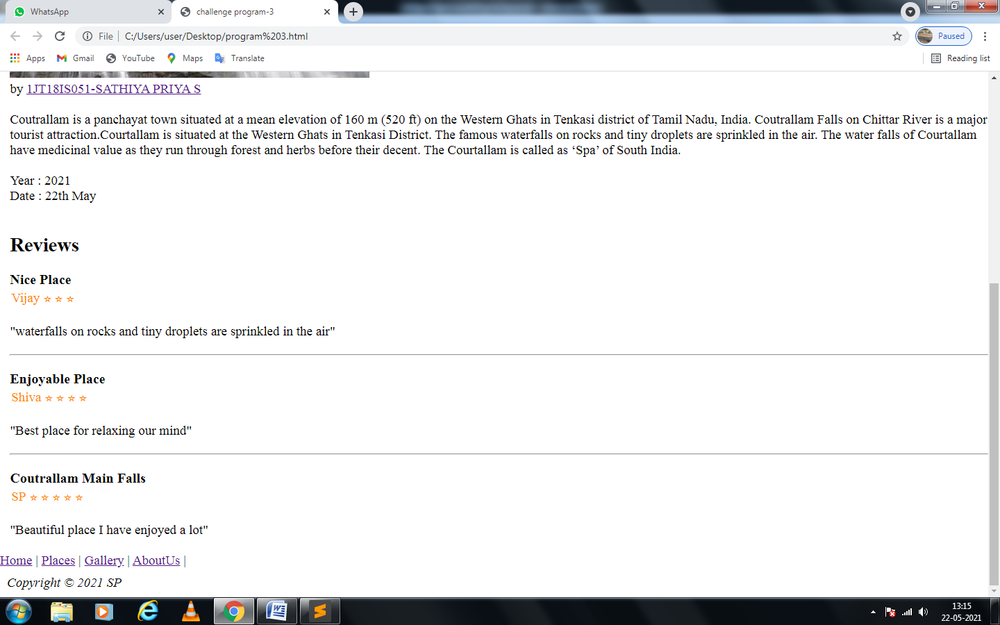 WhatsApp
challenge program-3
File
C:/Users/user/Desktop/program%203.html
Paused
Apps
Gmail
YouTube
Maps
Translate
Reading list
by 1JT18IS051-SATHIYA PRIYA S
Coutrallam is a panchayat town situated at a mean elevation of 160 m (520 ft) on the Western Ghats in Tenkasi district of Tamil Nadu, India. Coutrallam Falls on Chittar River is a major
tourist attraction.Courtallam is situated at the Western Ghats in Tenkasi District. The famous waterfalls on rocks and tiny droplets are sprinkled in the air. The water falls of Courtallam
have medicinal value as they run through forest and herbs before their decent. The Courtallam is called as ‘Spa’ of South India.
Year : 2021
Date : 22th May
Reviews
Nice Place
Vijay ☆ ☆ ☆
"waterfalls on rocks and tiny droplets are sprinkled in the air"
Enjoyable Place
Shiva ☆ ☆ ☆ ☆
"Best place for relaxing our mind"
Coutrallam Main Falls
SP ☆ ☆ ☆ ☆ ☆
"Beautiful place I have enjoyed a lot"
Home | Places | Gallery | AboutUs |
Copyright © 2021 SP
13:15
22-05-2021